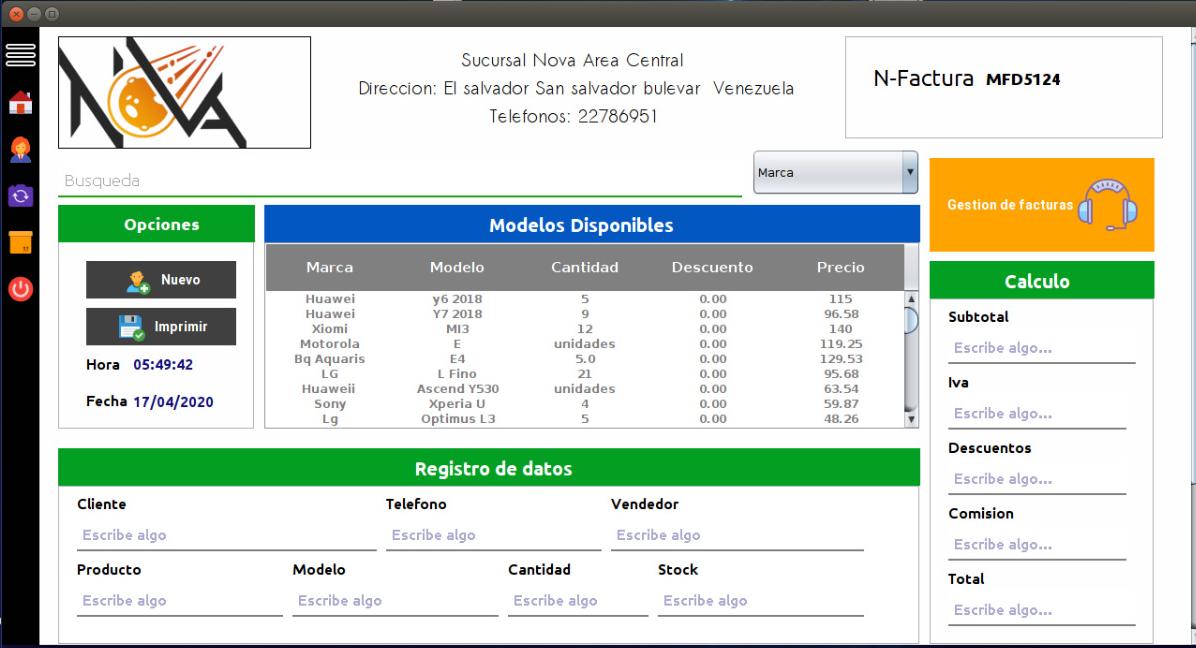 NOVA
Sucursal Nova Area Central
Direccion: El salvador San salvador bulevar Venezuela
Telefonos: 22786951
N-Factura MFD5124
Busqueda
Marca
Gestion de facturas
Opciones
Nuevo
Imprimir
Hora 05:49:42
Fecha 17/04/2020
Modelos Disponibles
Marca Modelo Cantidad Descuento Precio
Huawei y6 2018 5 0.00 115
Huawei Y7 2018 9 0.00 96.58
Xiomi MI3 12 0.00 140
Motorola E unidades 0.00 119.25
Bq Aquaris E4 5.0 0.00 129.53
LG L Fino 21 0.00 95.68
Huaweii Ascend Y530 unidades 0.00 63.54
Sony Xperia U 4 0.00 59.87
Lg Optimus L3 5 0.00 48.26
Calculo
Subtotal
Escribe algo...
Iva
Escribe algo...
Descuentos
Escribe algo...
Comision
Escribe algo...
Total
Escribe algo...
Registro de datos
Cliente Telefono Vendedor
Escribe algo Escribe algo Escribe algo
Producto Modelo Cantidad Stock
Escribe algo Escribe algo Escribe algo Escribe algo